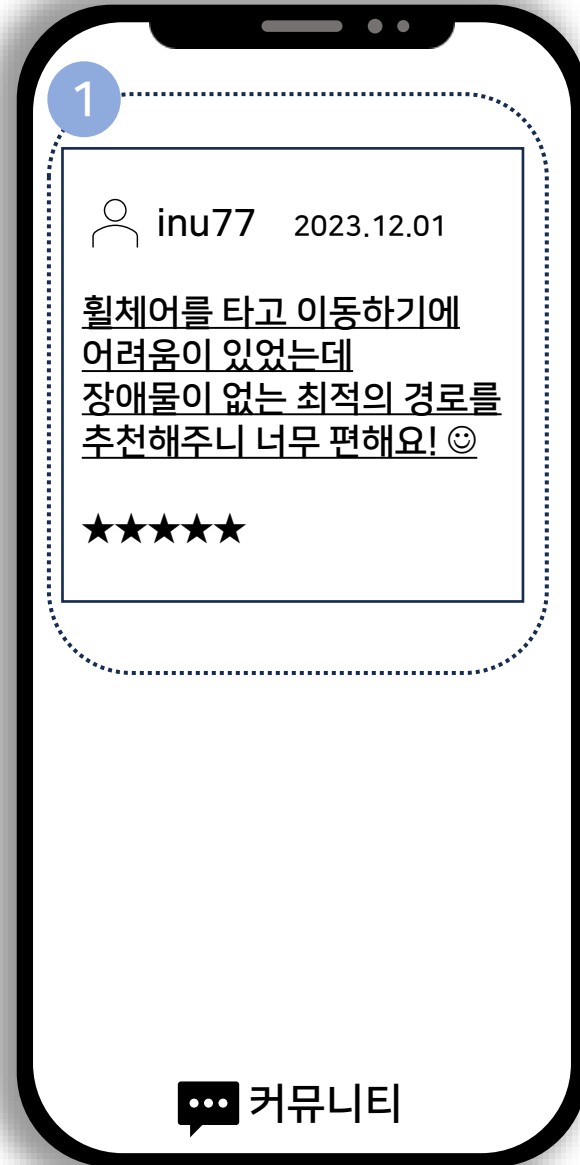 1
inu77 2023.12.01
휠체어를 타고 이동하기에
어려움이 있었는데
장애물이 없는 최적의 경로를
추천해주니 너무 편해요! ☺
★★★★★
커뮤니티